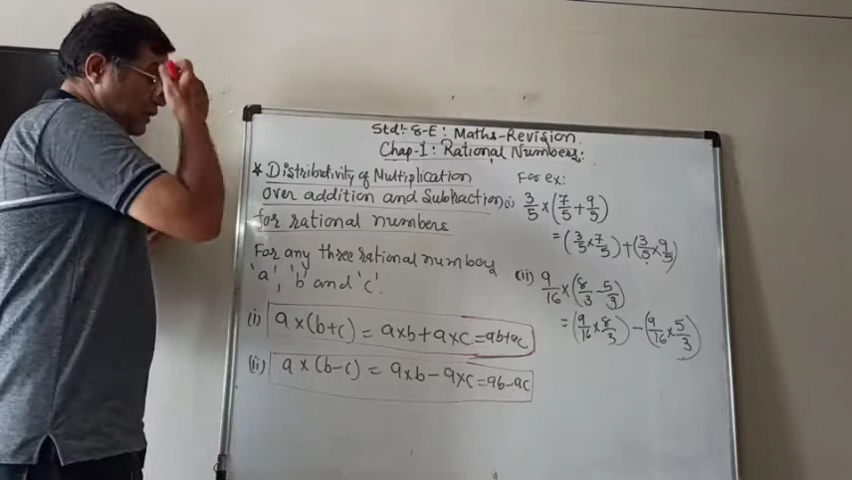 Std:- 8-E: Maths-Revision
Chap-1: Rational Numbers:
* Distributivity of Multiplication
over addition and Subtraction
for rational numbers
For any three rational numbers
'a', 'b' and 'c'.
(i) a×(b+c) = a×b+a×c=ab+ac
(ii) a×(b-c) = a×b-a×c=ab-ac
For ex:
(i) 3/5 × (7/5 + 9/5)
= (3/5 × 7/5) + (3/5 × 9/5)
(ii) 9/16 × (8/3 - 5/3)
= (9/16 × 8/3) - (9/16 × 5/3)